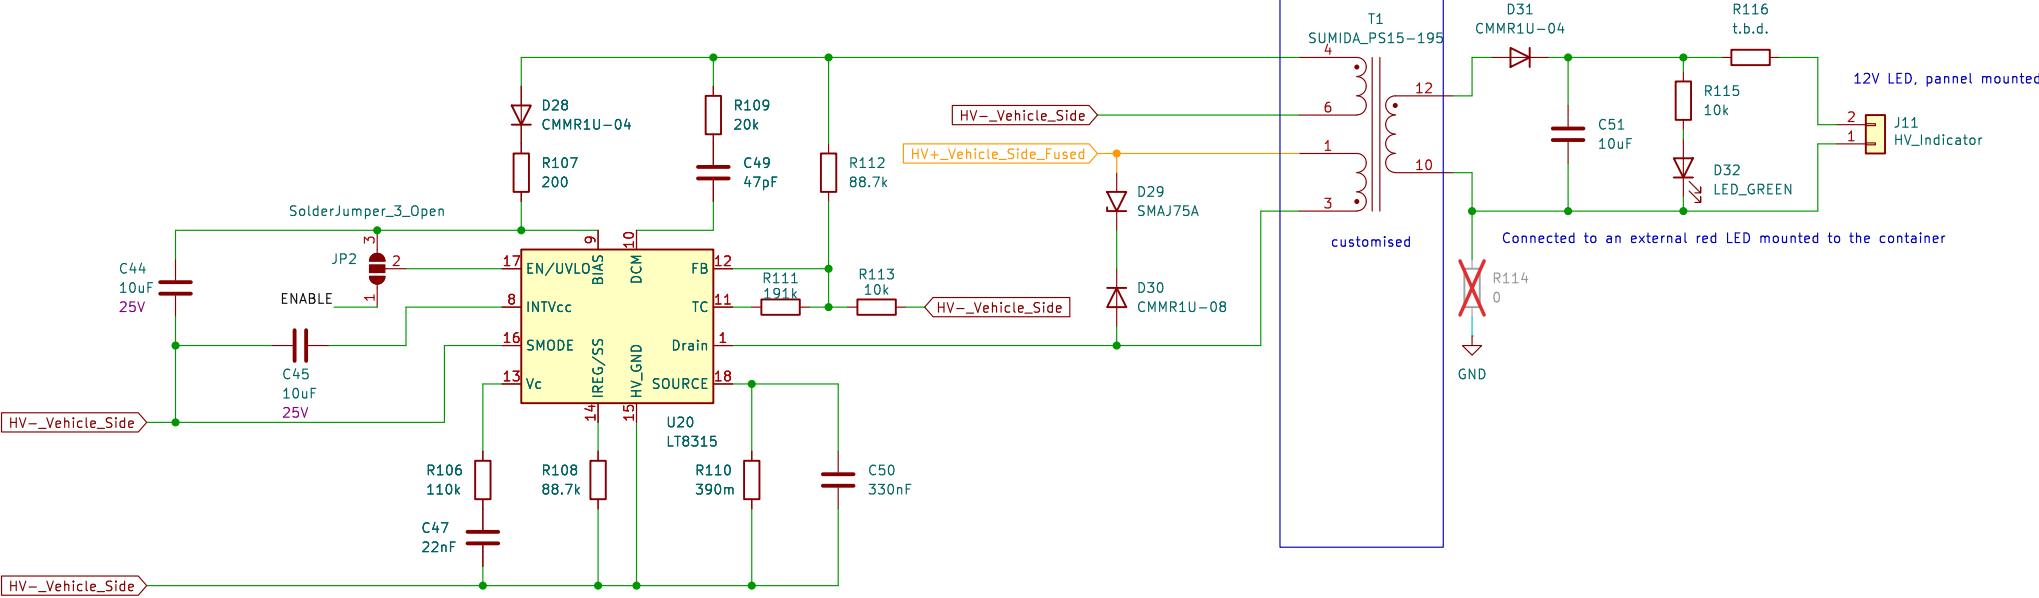 T1
SUMIDA_PS15-195
4
6
1
3
12
10
customised
D31
CMMR1U-04
R116
t.b.d.
12V LED, pannel mounted
R115
10k
C51
10uF
D32
LED_GREEN
2
1
J11
HV_Indicator
Connected to an external red LED mounted to the container
R114
0
GND
D28
CMMR1U-04
R107
200
R109
20k
C49
47pF
R112
88.7k
HV-_Vehicle_Side
HV+_Vehicle_Side_Fused
D29
SMAJ75A
D30
CMMR1U-08
SolderJumper_3_Open
JP2
3
2
1
ENABLE
C44
10uF
25V
C45
10uF
25V
HV-_Vehicle_Side
9
BIAS
10
DCM
17
EN/UVLO
8
INTVcc
16
SMODE
13
Vc
14
IREG/SS
15
HV_GND
12
FB
11
TC
1
Drain
18
SOURCE
R111
191k
R113
10k
HV-_Vehicle_Side
U20
LT8315
R106
110k
C47
22nF
R108
88.7k
R110
390m
C50
330nF
HV-_Vehicle_Side